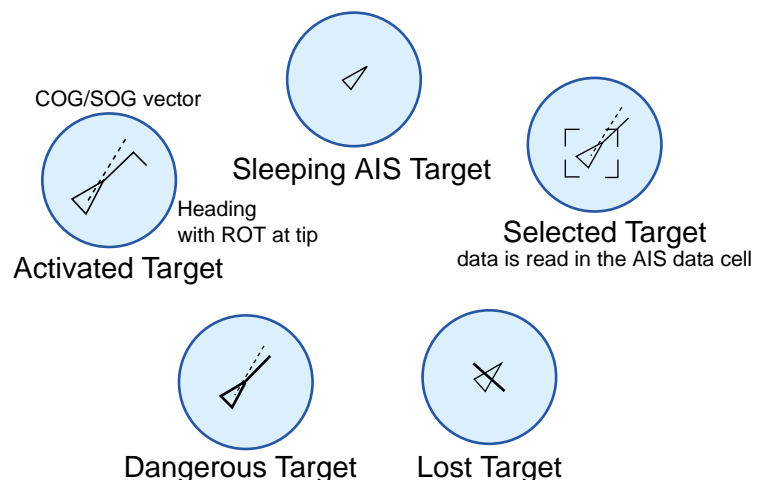 COG/SOG vector
Sleeping AIS Target
Heading
with ROT at tip
Activated Target
Selected Target
data is read in the AIS data cell
Dangerous Target
Lost Target